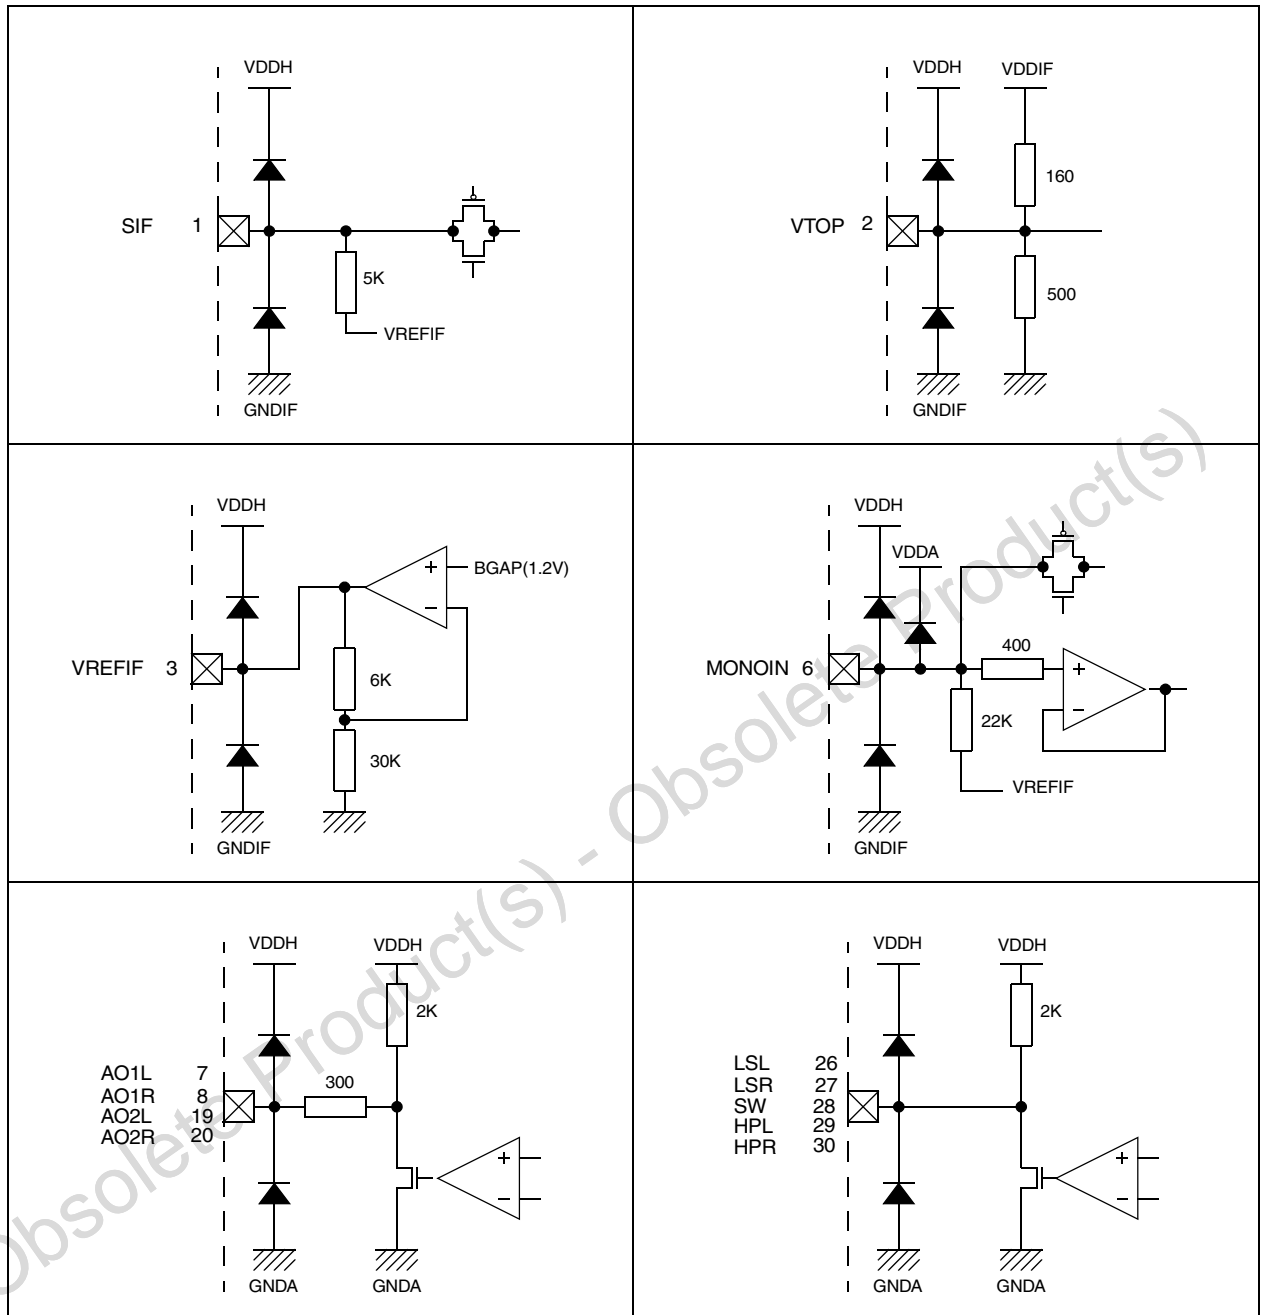 VDDH
SIF 1
5K
VREFIF
GNDIF
VDDH VDDIF
160
VTOP 2
500
GNDIF
VDDH
BGAP(1.2V)
+
−
VREFIF 3
6K
30K
GNDIF
VDDH
VDDA
400
MONOIN 6
+
−
22K
VREFIF
GNDIF
VDDH VDDH
2K
AO1L 7
AO1R 8
AO2L 19
AO2R 20
300
+
−
GNDA GNDA
VDDH VDDH
2K
LSL 26
LSR 27
SW 28
HPL 29
HPR 30
+
−
GNDA GNDA
Obsolete Product(s) - Obsolete Product(s)